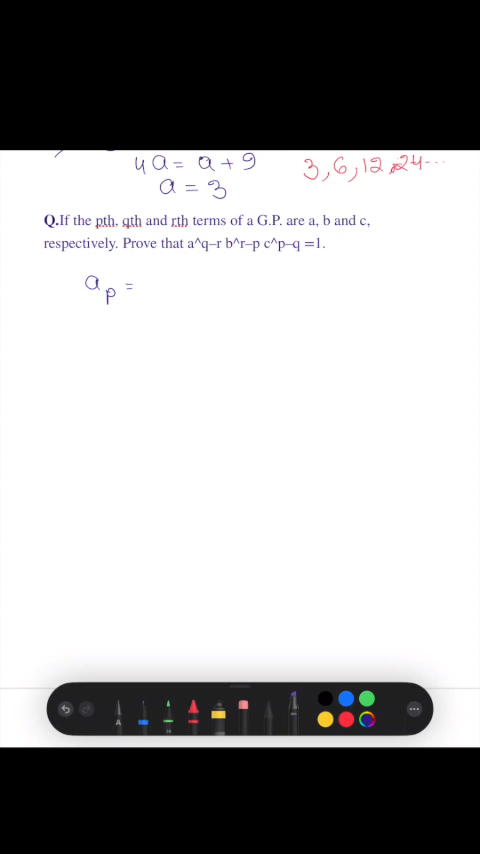 4a = a + 9
3, 6, 12, 24...
a = 3
Q.If the pth, qth and rth terms of a G.P. are a, b and c,
respectively. Prove that a^q–r b^r–p c^p–q =1.
a_p =